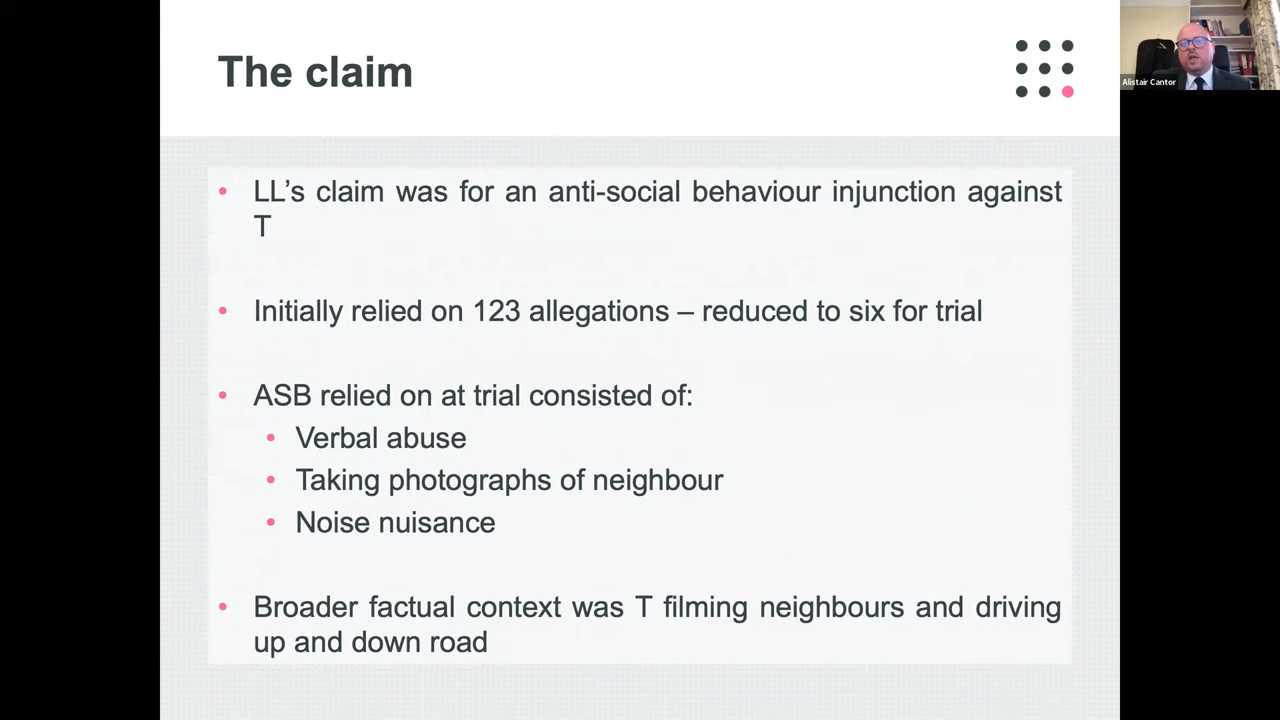 The claim
Alistair Cantor
• LL’s claim was for an anti-social behaviour injunction against
T
• Initially relied on 123 allegations – reduced to six for trial
• ASB relied on at trial consisted of:
• Verbal abuse
• Taking photographs of neighbour
• Noise nuisance
• Broader factual context was T filming neighbours and driving
up and down road